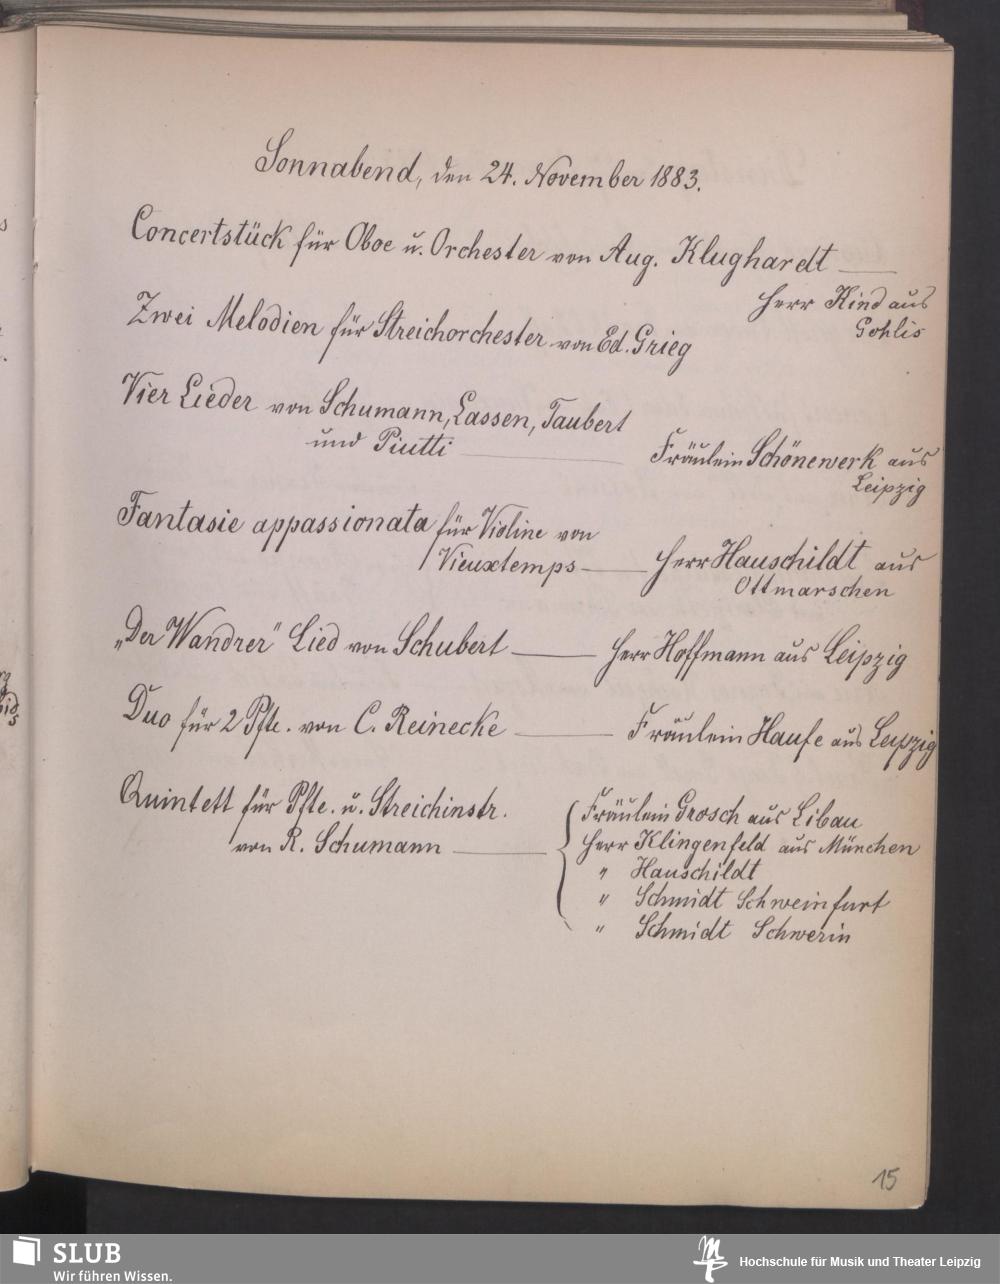 Sonnabend, den 24. November 1883.
Concertstück für Oboe u. Orchester von Aug. Klughardt —
Herr Kind aus
Gohlis
Zwei Melodien für Streichorchester von Ed. Grieg
Vier Lieder von Schumann, Lassen, Taubert
und Piutti — Fräulein Schönewerk aus
Leipzig
Fantasie appassionata für Violine von
Vieuxtemps — Herr Hauschildt aus
Ottmarschen
„Der Wandrer" Lied von Schubert — Herr Hoffmann aus Leipzig
Duo für 2 Pfte. von C. Reinecke — Fräulein Haufe aus Leipzig
Quintett für Pfte. u. Streichinstr.
von R. Schumann —
Fräulein Grosch aus Libau
Herr Klingenfeld aus München
" Hauschildt
" Schmidt Schweinfurt
" Schmidt Schwerin
15
SLUB
Wir führen Wissen.
Hochschule für Musik und Theater Leipzig